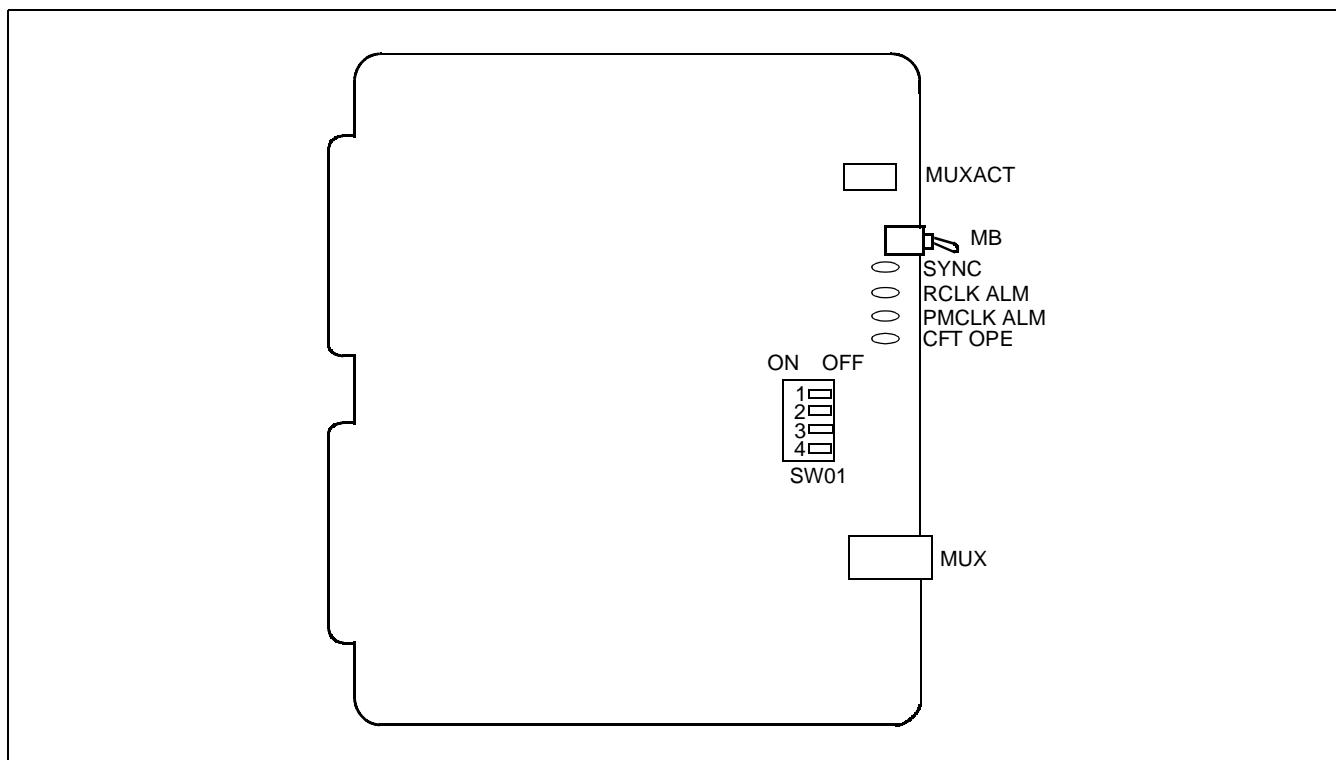 MUXACT
MB
SYNC
RCLK ALM
PMCLK ALM
CFT OPE
ON OFF
1
2
3
4
SW01
MUX